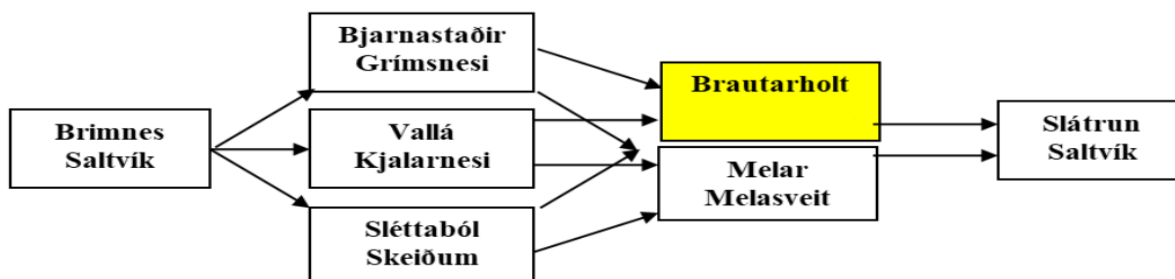 Brimnes
Saltvík
Bjarnastaðir
Grímsnesi
Vallá
Kjalarnesi
Sléttaból
Skeiðum
Brautarholt
Melar
Melasveit
Slátrun
Saltvík